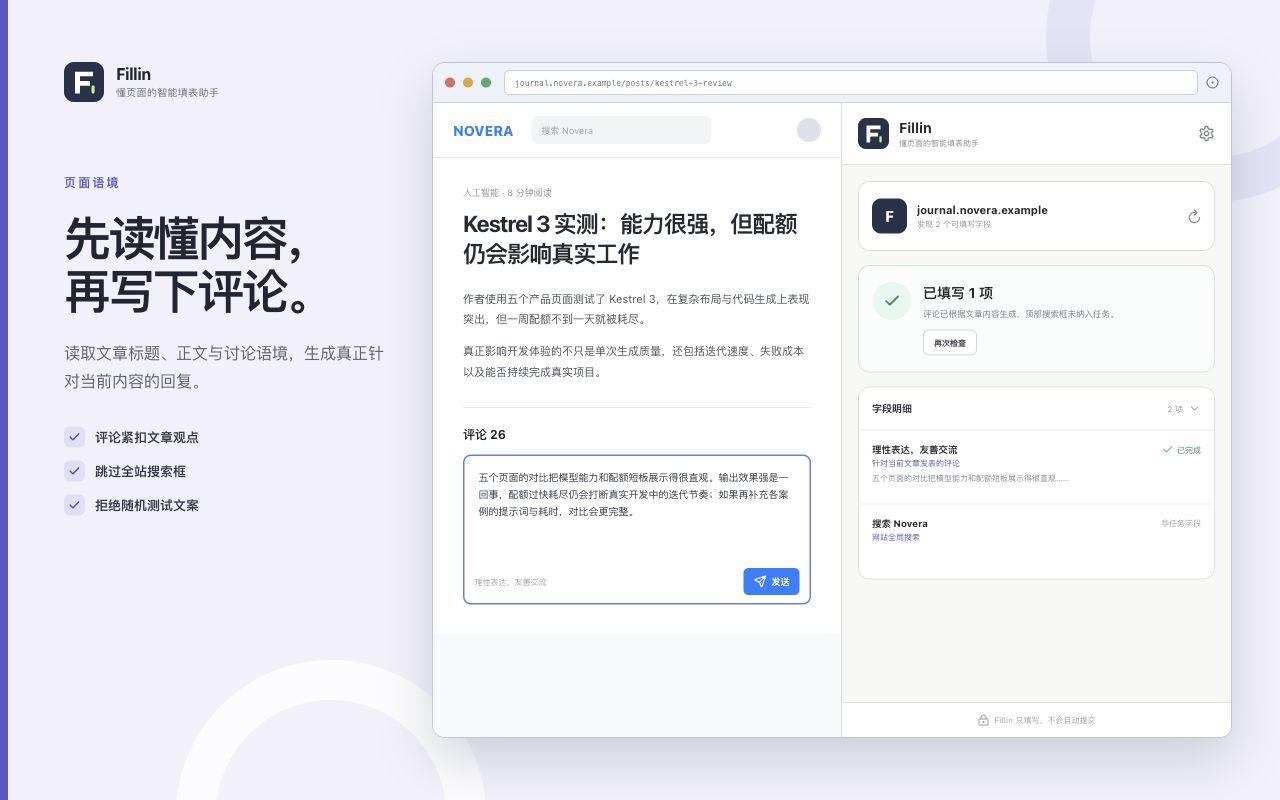 Fillin
懂页面的智能填表助手
页面语境
先读懂内容，
再写下评论。
读取文章标题、正文与讨论语境，生成真正针
对当前内容的回复。
评论紧扣文章观点
跳过全站搜索框
拒绝随机测试文案
journal.novera.example/posts/kestrel-3-review
NOVERA
搜索 Novera
人工智能 · 8 分钟阅读
Kestrel 3 实测：能力很强，但配额
仍会影响真实工作
作者使用五个产品页面测试了 Kestrel 3，在复杂布局与代码生成上表现
突出，但一周配额不到一天就被耗尽。
真正影响开发体验的不只是单次生成质量，还包括迭代速度、失败成本
以及能否持续完成真实项目。
评论 26
五个页面的对比把模型能力和配额短板展示得很直观。输出效果强是一
回事，配额过快耗尽仍会打断真实开发中的迭代节奏；如果再补充各案
例的提示词与耗时，对比会更完整。
理性表达，友善交流
发送
Fillin
懂页面的智能填表助手
F
journal.novera.example
发现 2 个可填写字段
已填写 1 项
评论已根据文章内容生成，顶部搜索框未纳入任务。
再次检查
字段明细
2 项
理性表达，友善交流
已完成
针对当前文章发表的评论
五个页面的对比把模型能力和配额短板展示得很直观……
搜索 Novera
非任务字段
网站全局搜索
Fillin 只填写，不会自动提交